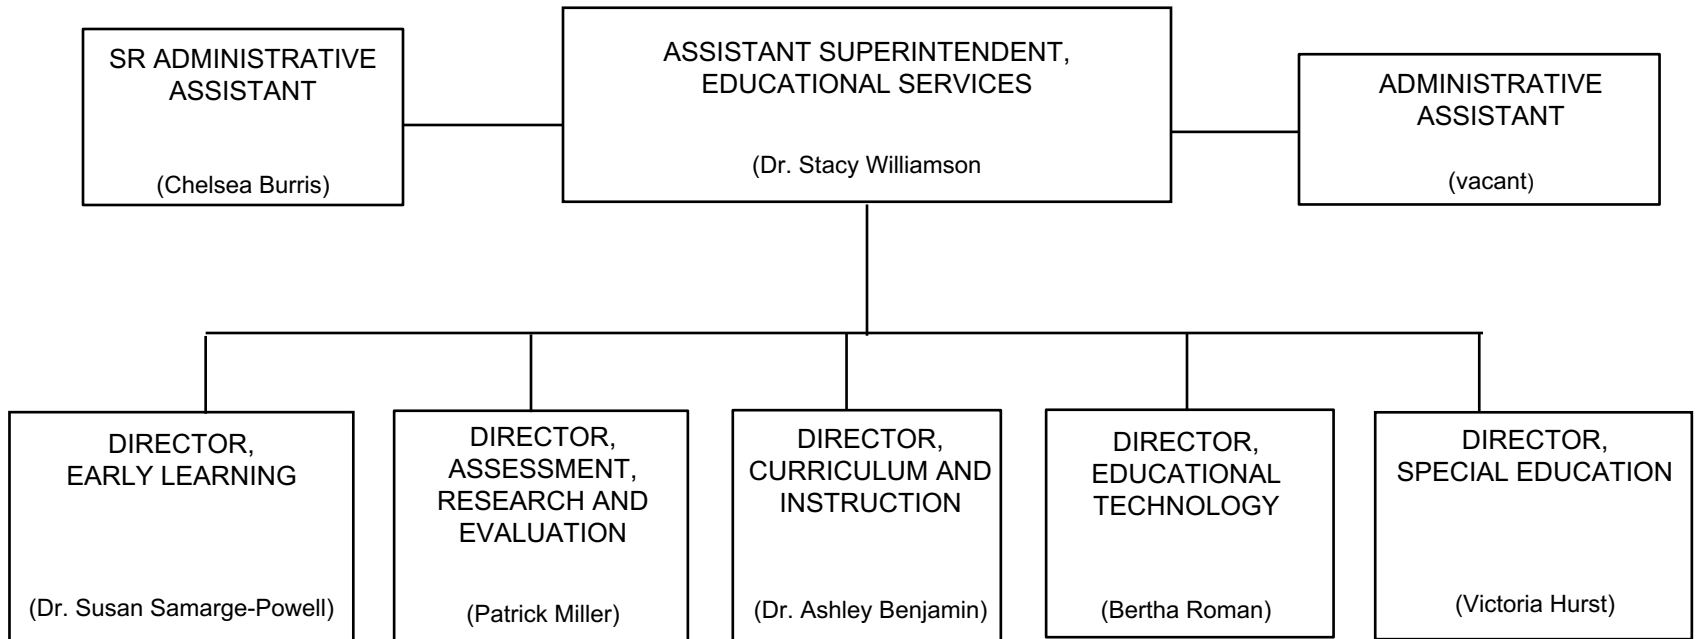 SR ADMINISTRATIVE
ASSISTANT
(Chelsea Burris)
ASSISTANT SUPERINTENDENT,
EDUCATIONAL SERVICES
(Dr. Stacy Williamson
ADMINISTRATIVE
ASSISTANT
(vacant)
DIRECTOR,
EARLY LEARNING
(Dr. Susan Samarge-Powell)
DIRECTOR,
ASSESSMENT,
RESEARCH AND
EVALUATION
(Patrick Miller)
DIRECTOR,
CURRICULUM AND
INSTRUCTION
(Dr. Ashley Benjamin)
DIRECTOR,
EDUCATIONAL
TECHNOLOGY
(Bertha Roman)
DIRECTOR,
SPECIAL EDUCATION
(Victoria Hurst)